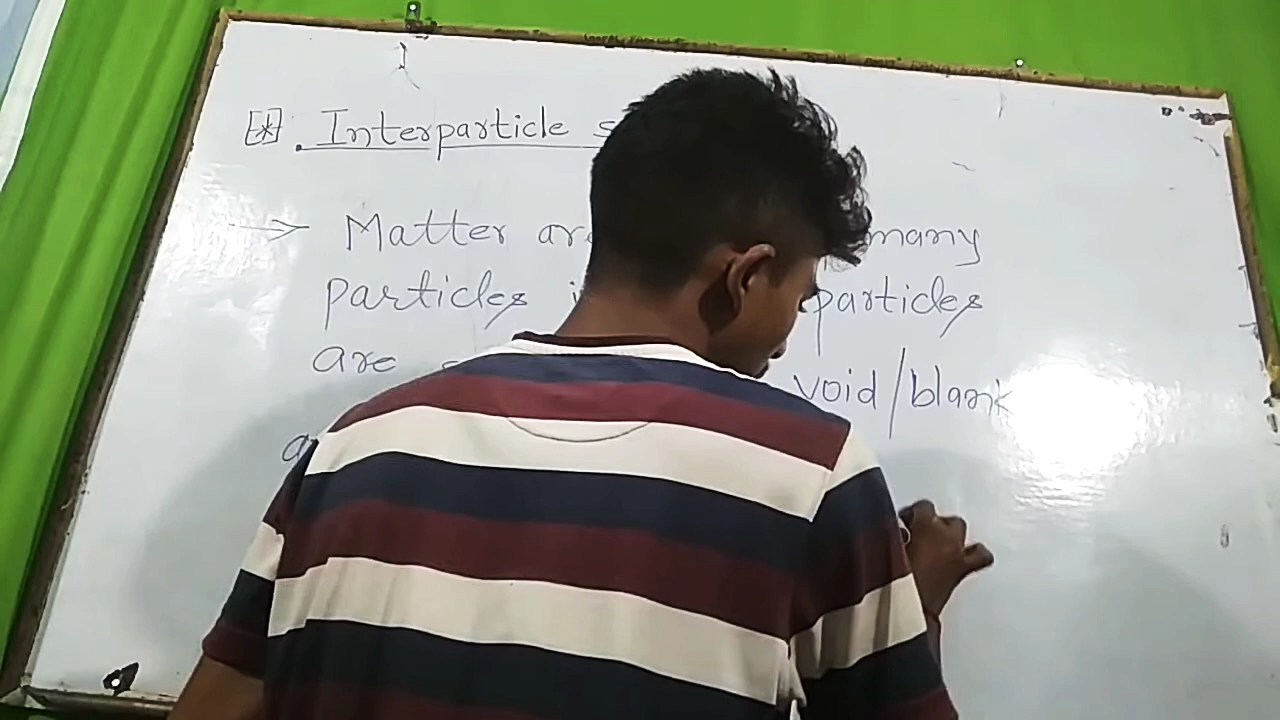 [*]. Interparticle
→ Matter are many
particles particles
are void/blank